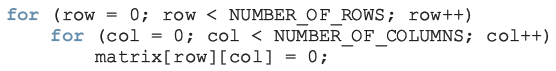 for (row = 0; row < NUMBER_OF_ROWS; row++)
    for (col = 0; col < NUMBER_OF_COLUMNS; col++)
        matrix[row][col] = 0;